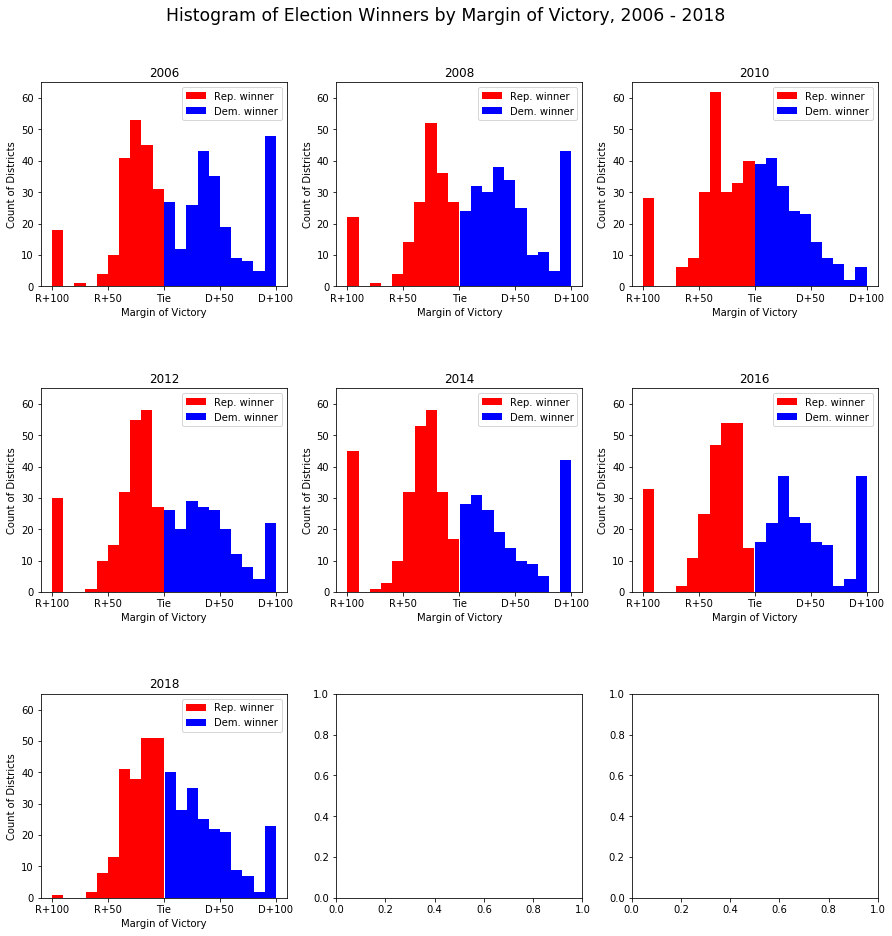 Histogram of Election Winners by Margin of Victory, 2006 - 2018
2006
60
50
40
30
20
10
0
Count of Districts
Rep. winner
Dem. winner
R+100 R+50 Tie D+50 D+100
Margin of Victory
2008
60
50
40
30
20
10
0
Count of Districts
Rep. winner
Dem. winner
R+100 R+50 Tie D+50 D+100
Margin of Victory
2010
60
50
40
30
20
10
0
Count of Districts
Rep. winner
Dem. winner
R+100 R+50 Tie D+50 D+100
Margin of Victory
2012
60
50
40
30
20
10
0
Count of Districts
Rep. winner
Dem. winner
R+100 R+50 Tie D+50 D+100
Margin of Victory
2014
60
50
40
30
20
10
0
Count of Districts
Rep. winner
Dem. winner
R+100 R+50 Tie D+50 D+100
Margin of Victory
2016
60
50
40
30
20
10
0
Count of Districts
Rep. winner
Dem. winner
R+100 R+50 Tie D+50 D+100
Margin of Victory
2018
60
50
40
30
20
10
0
Count of Districts
Rep. winner
Dem. winner
R+100 R+50 Tie D+50 D+100
Margin of Victory
1.0
0.8
0.6
0.4
0.2
0.0
0.0 0.2 0.4 0.6 0.8 1.0
1.0
0.8
0.6
0.4
0.2
0.0
0.0 0.2 0.4 0.6 0.8 1.0